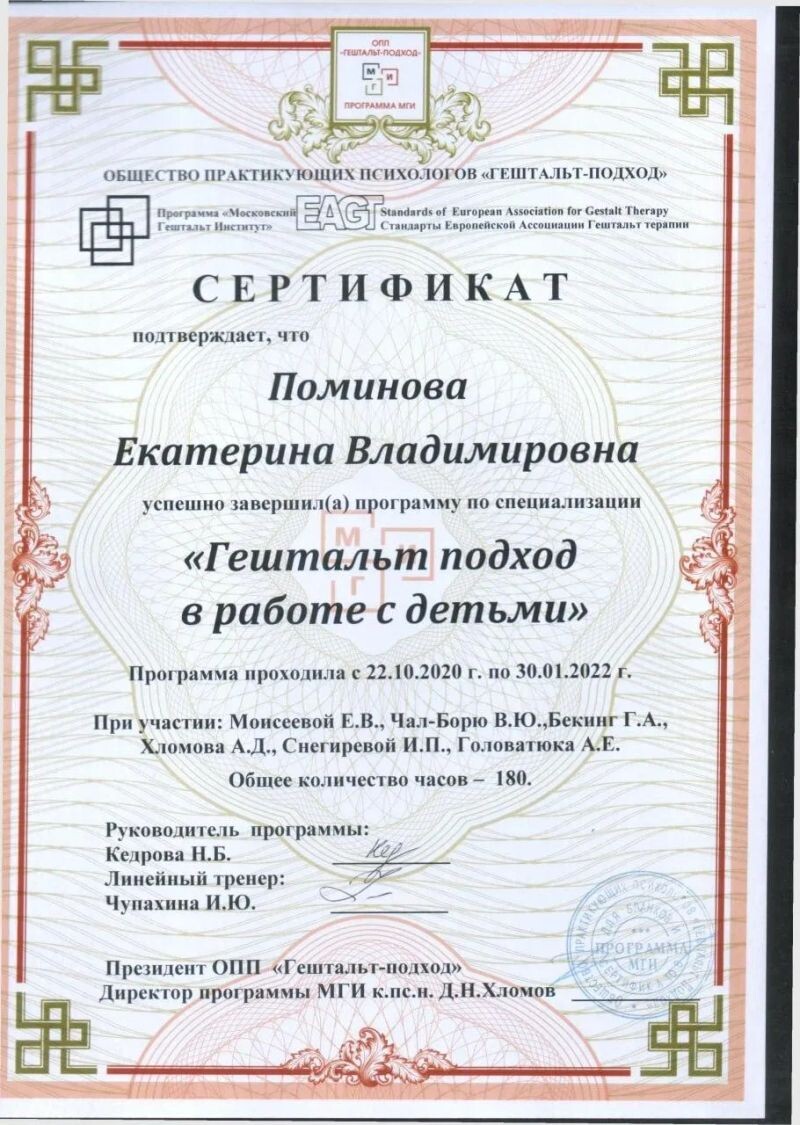 ОПП
«ГЕШТАЛЬТ-ПОДХОД»
М И Г
ПРОГРАММА МГИ
ОБЩЕСТВО ПРАКТИКУЮЩИХ ПСИХОЛОГОВ «ГЕШТАЛЬТ-ПОДХОД»
Программа «Московский Гештальт Институт»
EAGT
Standards of European Association for Gestalt Therapy
Стандарты Европейской Ассоциации Гештальт терапии
СЕРТИФИКАТ
подтверждает, что
Поминова
Екатерина Владимировна
успешно завершил(а) программу по специализации
М И Г
«Гештальт подход
в работе с детьми»
Программа проходила с 22.10.2020 г. по 30.01.2022 г.
При участии: Моисеевой Е.В., Чал-Борю В.Ю.,Бекинг Г.А.,
Хломова А.Д., Снегиревой И.П., Головатюка А.Е.
Общее количество часов – 180.
Руководитель программы:
Кедрова Н.Б.
Линейный тренер:
Чупахина И.Ю.
Президент ОПП «Гештальт-подход»
Директор программы МГИ к.пс.н. Д.Н.Хломов
ПРАКТИКУЮЩИХ ПСИХОЛОГОВ
ДЛЯ БЛАНКОВ И
ПРОГРАММА
МГИ